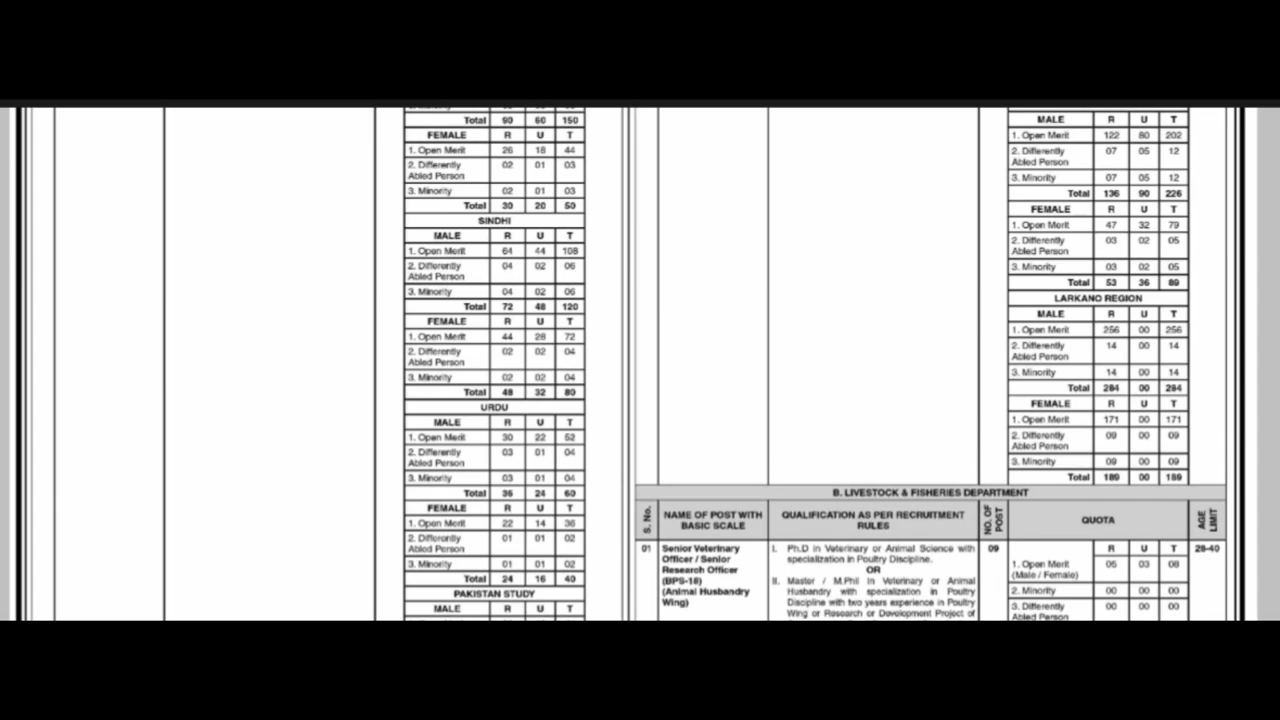 Total 90 60 150
FEMALE R U T
1. Open Merit 26 18 44
2. Differently 02 01 03
Abled Person
3. Minority 02 01 03
Total 30 20 50
SINDHI
MALE R U T
1. Open Merit 64 44 108
2. Differently 04 02 06
Abled Person
3. Minority 04 02 06
Total 72 48 120
FEMALE R U T
1. Open Merit 44 28 72
2. Differently 02 02 04
Abled Person
3. Minority 02 02 04
Total 48 32 80
URDU
MALE R U T
1. Open Merit 30 22 52
2. Differently 03 01 04
Abled Person
3. Minority 03 01 04
Total 36 24 60
FEMALE R U T
1. Open Merit 22 14 36
2. Differently 01 01 02
Abled Person
3. Minority 01 01 02
Total 24 16 40
PAKISTAN STUDY
MALE R U T
MALE R U T
1. Open Merit 122 80 202
2. Differently 07 05 12
Abled Person
3. Minority 07 05 12
Total 136 90 226
FEMALE R U T
1. Open Merit 47 32 79
2. Differently 03 02 05
Abled Person
3. Minority 03 02 05
Total 53 36 89
LARKANO REGION
MALE R U T
1. Open Merit 256 00 256
2. Differently 14 00 14
Abled Person
3. Minority 14 00 14
Total 284 00 284
FEMALE R U T
1. Open Merit 171 00 171
2. Differently 09 00 09
Abled Person
3. Minority 09 00 09
Total 189 00 189
B. LIVESTOCK & FISHERIES DEPARTMENT
S. No.
NAME OF POST WITH
BASIC SCALE
QUALIFICATION AS PER RECRUITMENT
RULES
NO. OF
POST
QUOTA
AGE
LIMIT
01
Senior Veterinary
Officer / Senior
Research Officer
(BPS-18)
(Animal Husbandry
Wing)
I. Ph.D in Veterinary or Animal Science with
specialization in Poultry Discipline.
OR
II. Master / M.Phil in Veterinary or Animal
Husbandry with specialization in Poultry
Discipline with two years experience in Poultry
Wing or Research or Development Project of
09
R U T
1. Open Merit 05 03 08
(Male / Female)
2. Minority 00 00 00
3. Differently 00 00 00
Abled Person
28-40